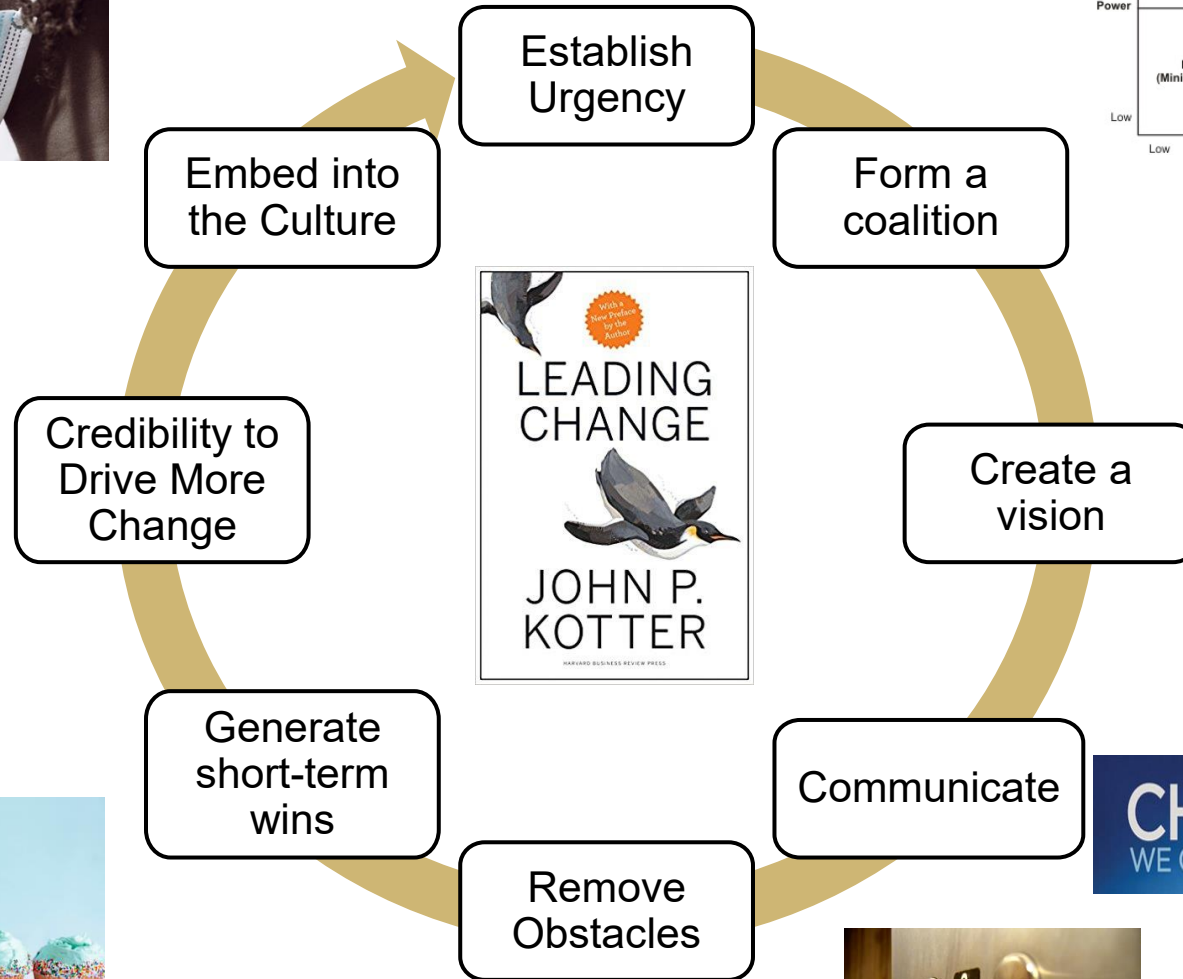 Establish
Urgency
Form a
coalition
Create a
vision
Communicate
Remove
Obstacles
Generate
short-term
wins
Credibility to
Drive More
Change
Embed into
the Culture
With a
New Preface
by the
Author
LEADING
CHANGE
JOHN P.
KOTTER
HARVARD BUSINESS REVIEW PRESS
Power
Low
Low
WE